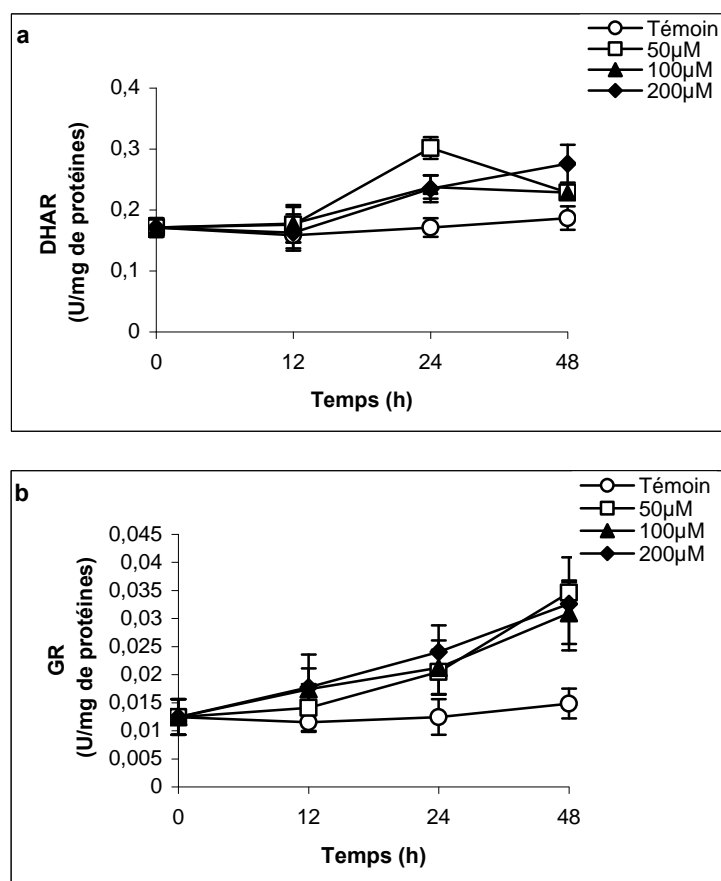 a
Témoin
50µM
100µM
200µM
DHAR
(U/mg de protéines)
0,4
0,3
0,2
0,1
0
0
12
24
48
Temps (h)
b
Témoin
50µM
100µM
200µM
GR
(U/mg de protéines)
0,045
0,04
0,035
0,03
0,025
0,02
0,015
0,01
0,005
0
0
12
24
48
Temps (h)